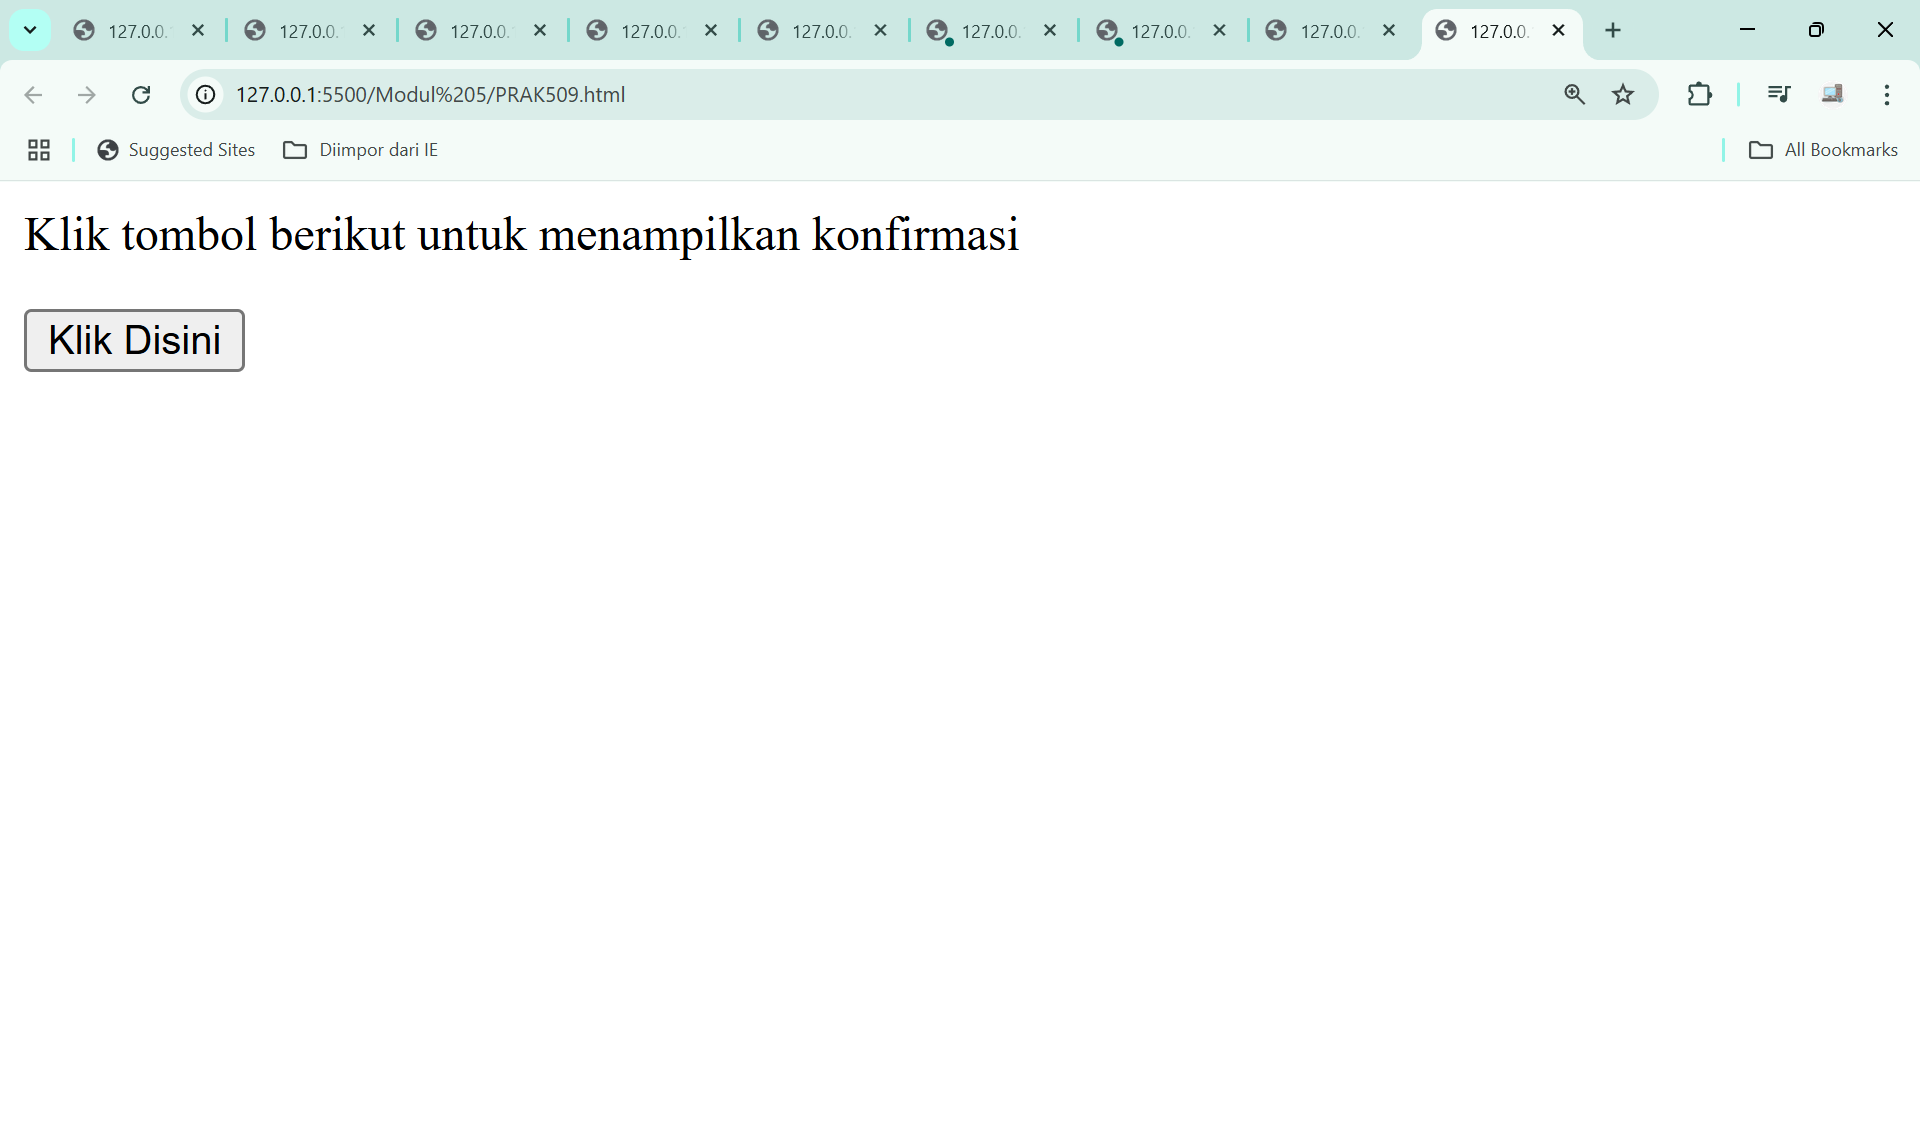 127.0.0. 127.0.0. 127.0.0. 127.0.0. 127.0.0. 127.0.0. 127.0.0. 127.0.0. 127.0.0.
127.0.0.1:5500/Modul%205/PRAK509.html
Suggested Sites Diimpor dari IE All Bookmarks
Klik tombol berikut untuk menampilkan konfirmasi
Klik Disini